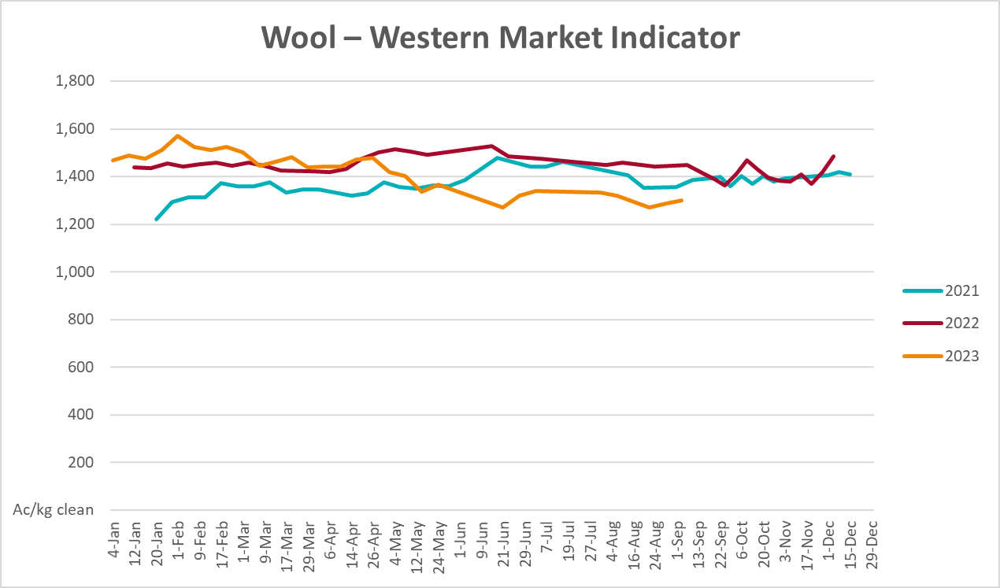 Wool – Western Market Indicator
1,800
1,600
1,400
1,200
1,000
800
600
400
200
Ac/kg clean
2021
2022
2023
4-Jan
12-Jan
20-Jan
1-Feb
9-Feb
17-Feb
1-Mar
9-Mar
17-Mar
29-Mar
6-Apr
14-Apr
26-Apr
4-May
12-May
24-May
1-Jun
9-Jun
21-Jun
29-Jun
7-Jul
19-Jul
27-Jul
4-Aug
16-Aug
24-Aug
1-Sep
13-Sep
22-Sep
6-Oct
20-Oct
3-Nov
17-Nov
1-Dec
15-Dec
29-Dec